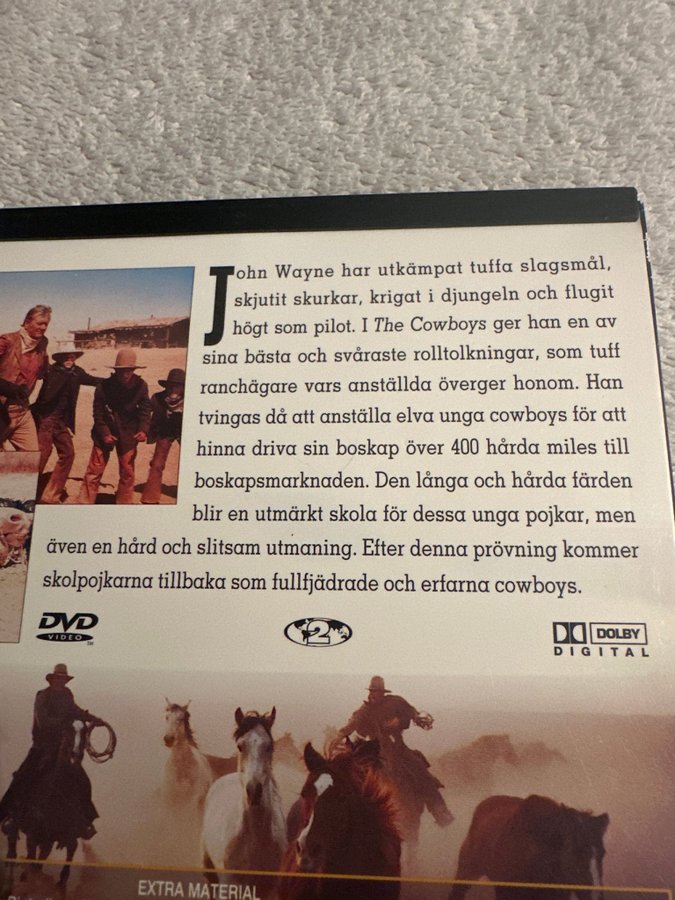 John Wayne har utkämpat tuffa slagsmål,
skjutit skurkar, krigat i djungeln och flugit
högt som pilot. I The Cowboys ger han en av
sina bästa och svåraste rolltolkningar, som tuff
ranchägare vars anställda överger honom. Han
tvingas då att anställa elva unga cowboys för att
hinna driva sin boskap över 400 hårda miles till
boskapsmarknaden. Den långa och hårda färden
blir en utmärkt skola för dessa unga pojkar, men
även en hård och slitsam utmaning. Efter denna prövning kommer
skolpojkarna tillbaka som fullfjädrade och erfarna cowboys.
DVD
VIDEO
TM
2
DOLBY
DIGITAL
EXTRA MATERIAL